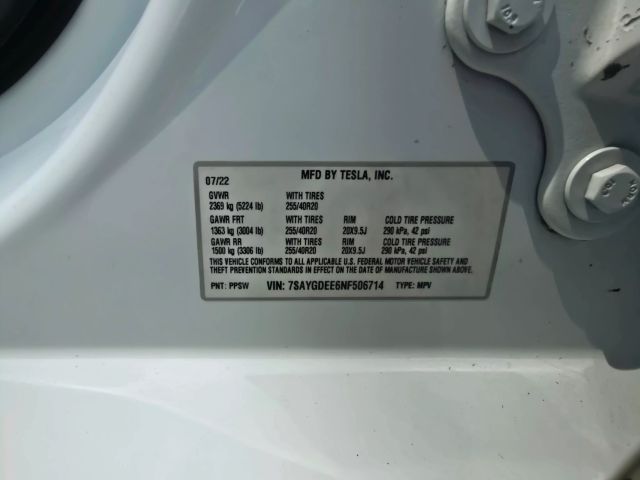 07/22 MFD BY TESLA, INC.
GVWR WITH TIRES
2369 kg (5224 lb) 255/40R20
GAWR FRT WITH TIRES RIM COLD TIRE PRESSURE
1363 kg (3004 lb) 255/40R20 20X9.5J 290 kPa, 42 psi
GAWR RR WITH TIRES RIM COLD TIRE PRESSURE
1500 kg (3306 lb) 255/40R20 20X9.5J 290 kPa, 42 psi
THIS VEHICLE CONFORMS TO ALL APPLICABLE U.S. FEDERAL MOTOR VEHICLE SAFETY AND
THEFT PREVENTION STANDARDS IN EFFECT ON THE DATE OF MANUFACTURE SHOWN ABOVE.
PNT: PPSW VIN: 7SAYGDEE6NF506714 TYPE: MPV